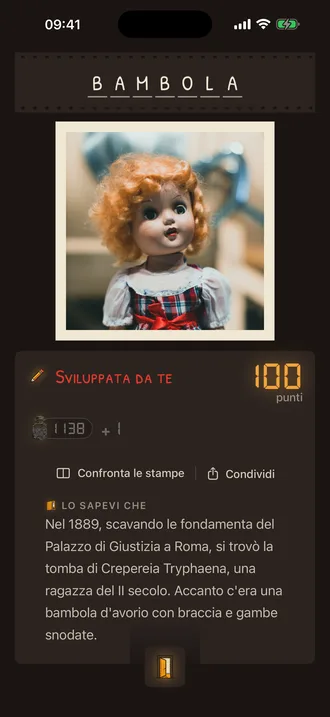 09:41
BAMBOLA
SVILUPPATA DA TE
100
punti
1138 + 1
Confronta le stampe
Condividi
LO SAPEVI CHE
Nel 1889, scavando le fondamenta del
Palazzo di Giustizia a Roma, si trovò la
tomba di Crepereia Tryphaena, una
ragazza del II secolo. Accanto c'era una
bambola d'avorio con braccia e gambe
snodate.